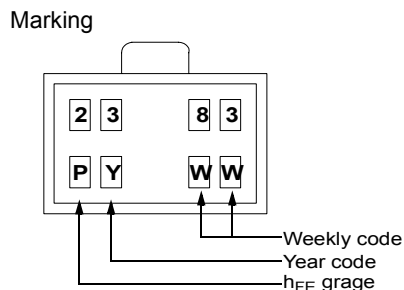 Marking
2 3 8 3
P Y W W
Weekly code
Year code
hFE grage